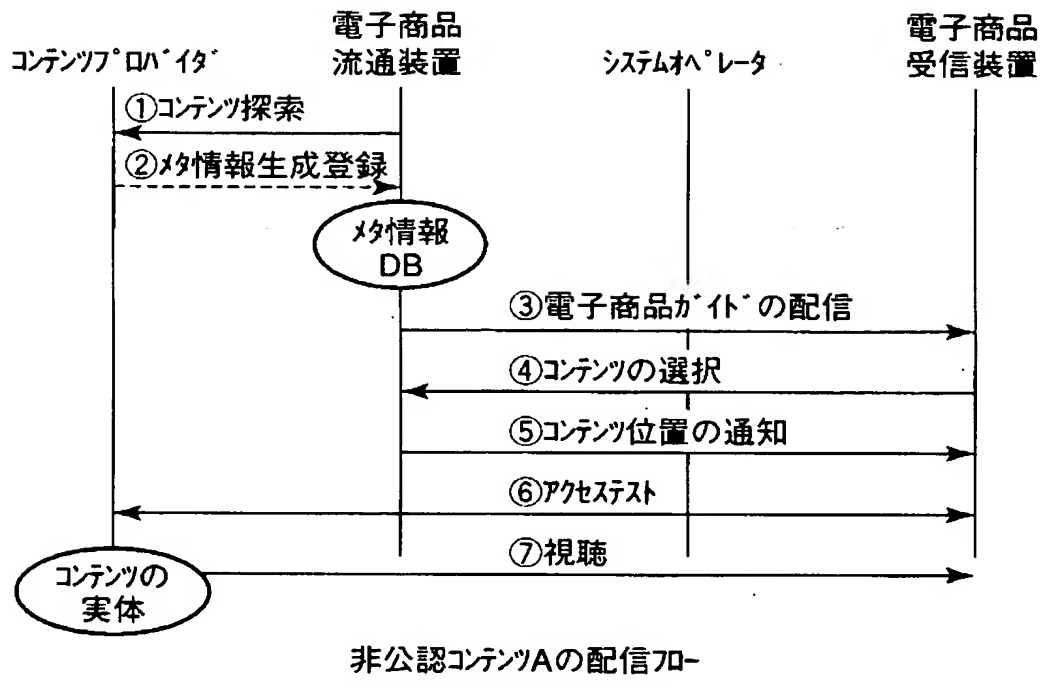 電子商品
流通装置
電子商品
受信装置
コンテンツプロバイダ
システムオペレータ
①コンテンツ探索
②メタ情報生成登録
メタ情報
DB
③電子商品ガイドの配信
④コンテンツの選択
⑤コンテンツ位置の通知
⑥アクセステスト
⑦視聴
コンテンツの
実体
非公認コンテンツAの配信フロー